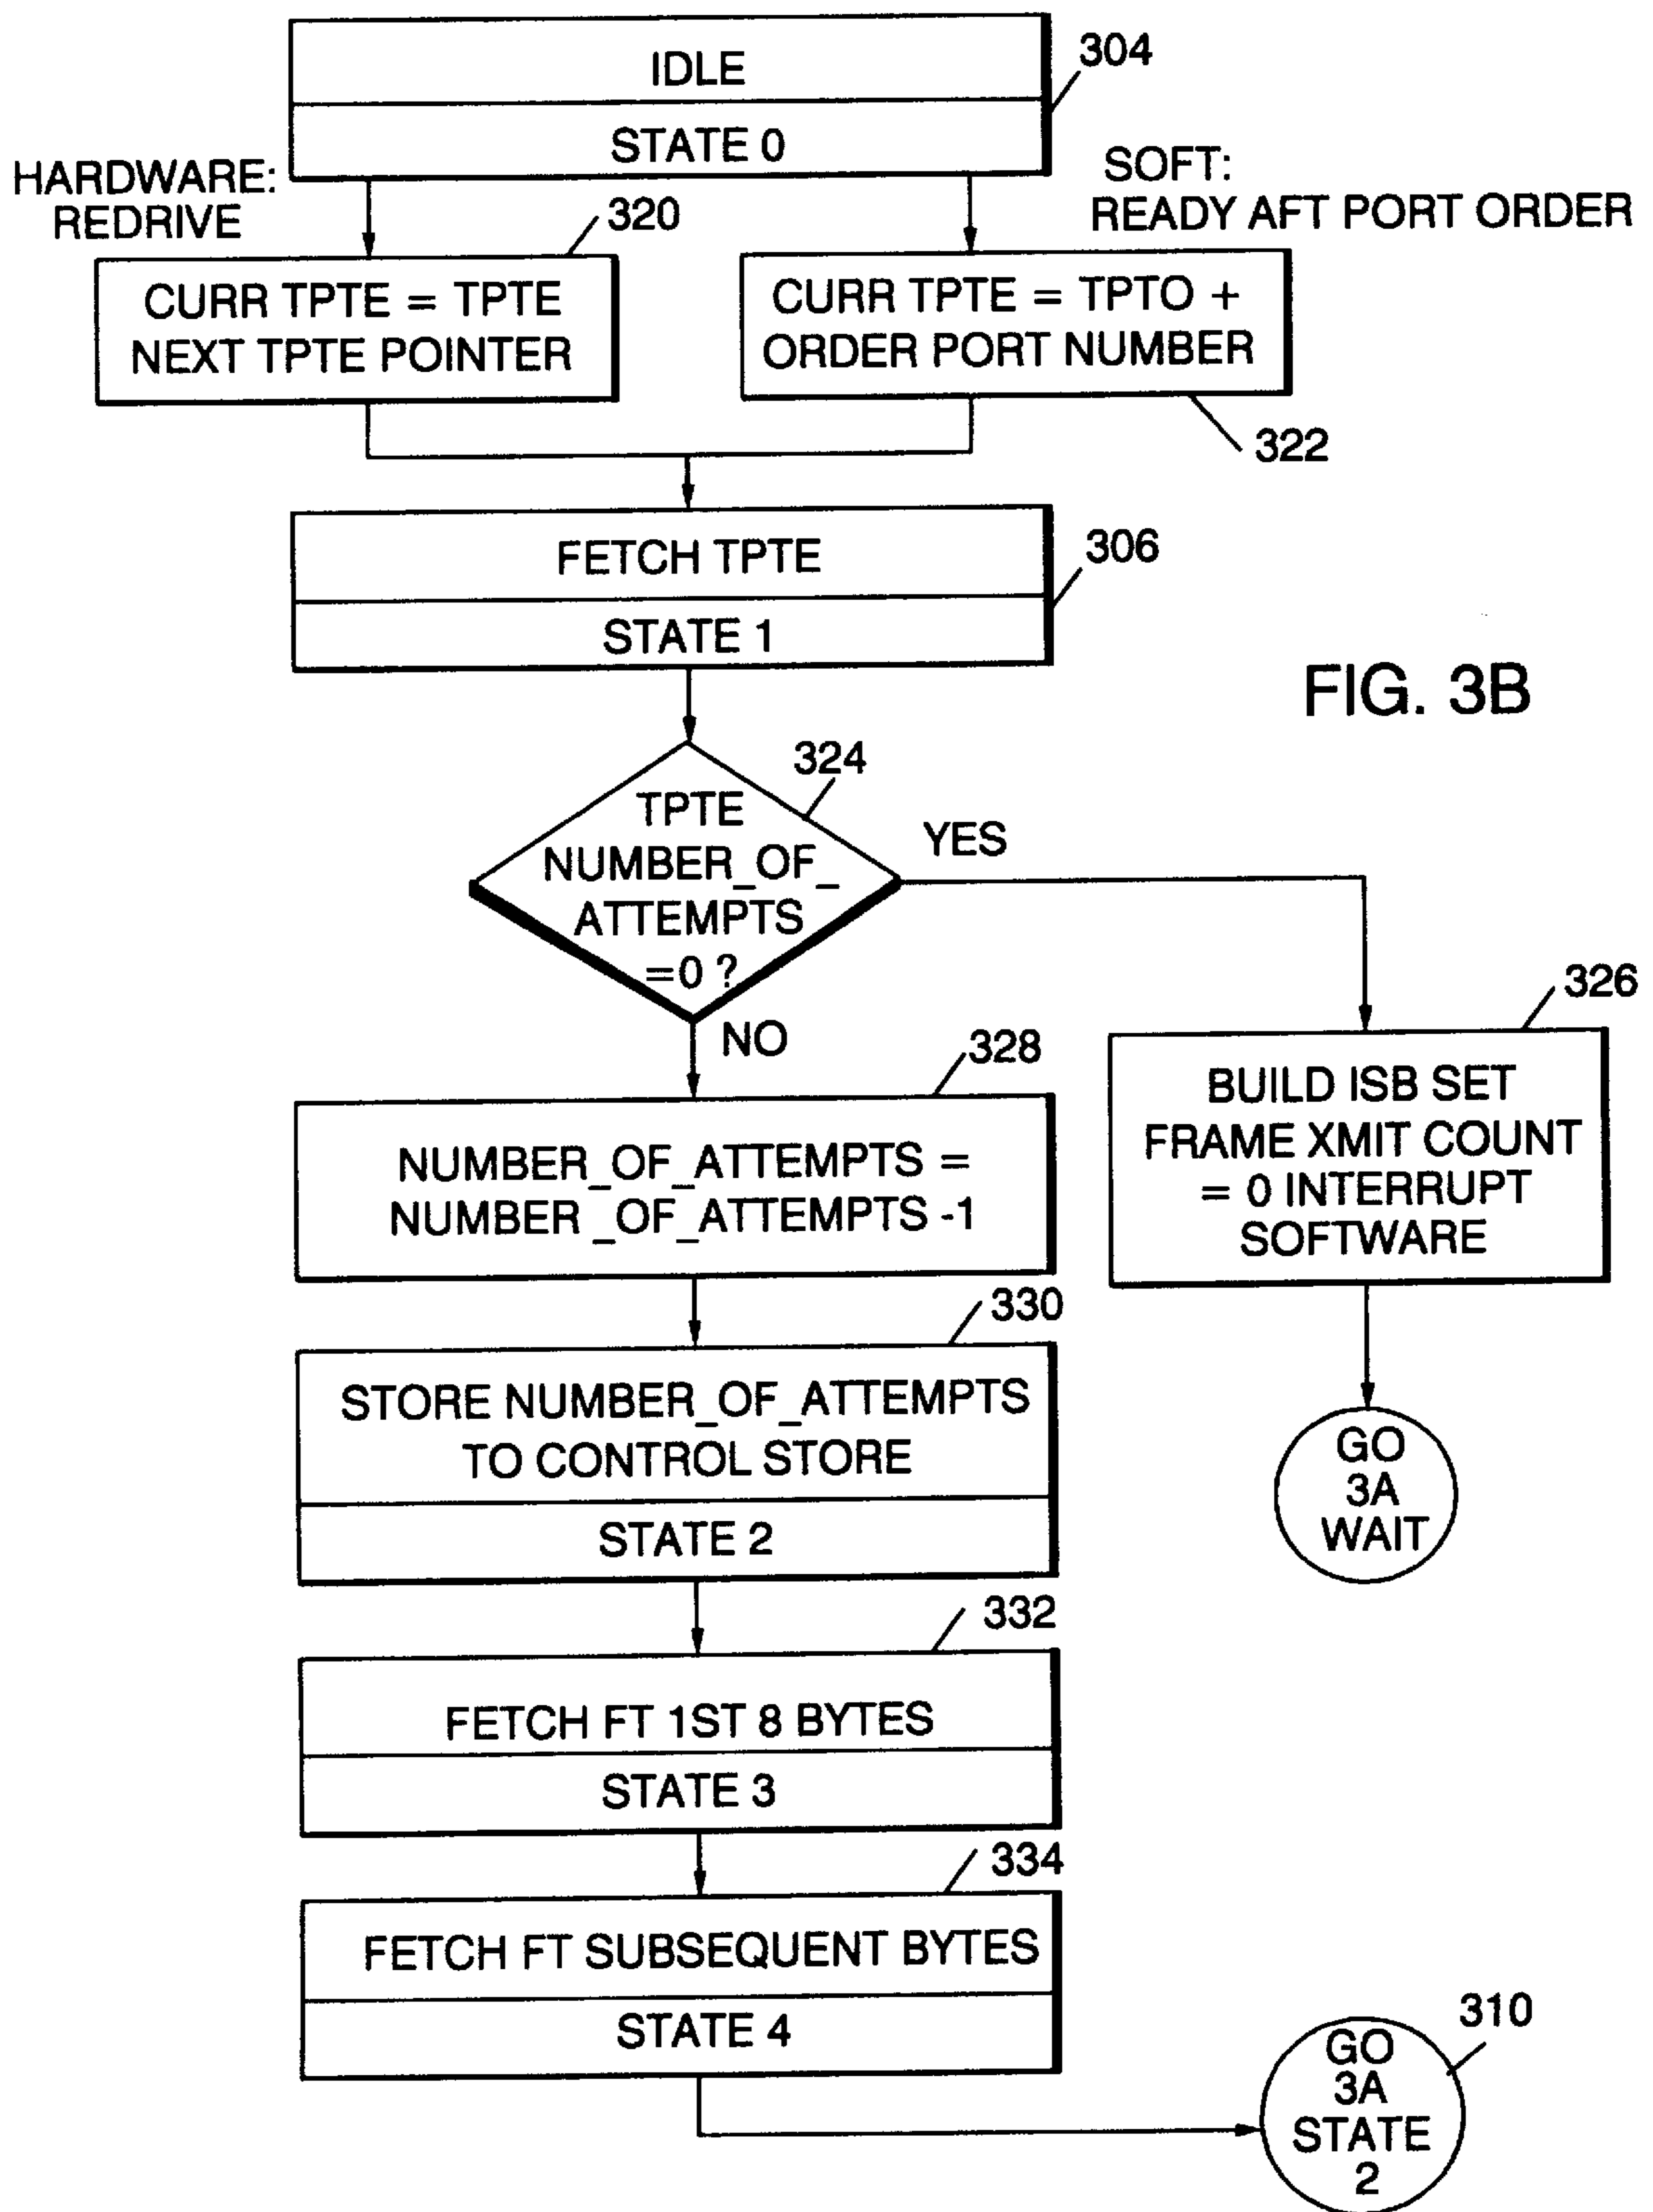 IDLE
304
STATE 0
HARDWARE:
REDRIVE
SOFT:
READY AFT PORT ORDER
320
CURR TPTE = TPTE
NEXT TPTE POINTER
CURR TPTE = TPTO +
ORDER PORT NUMBER
322
FETCH TPTE
306
STATE 1
FIG. 3B
324
TPTE
NUMBER_OF_
ATTEMPTS
=0 ?
YES
NO
326
BUILD ISB SET
FRAME XMIT COUNT
= 0 INTERRUPT
SOFTWARE
GO
3A
WAIT
328
NUMBER_OF_ATTEMPTS =
NUMBER _OF_ATTEMPTS -1
330
STORE NUMBER_OF_ATTEMPTS
TO CONTROL STORE
STATE 2
332
FETCH FT 1ST 8 BYTES
STATE 3
334
FETCH FT SUBSEQUENT BYTES
STATE 4
310
GO
3A
STATE
2